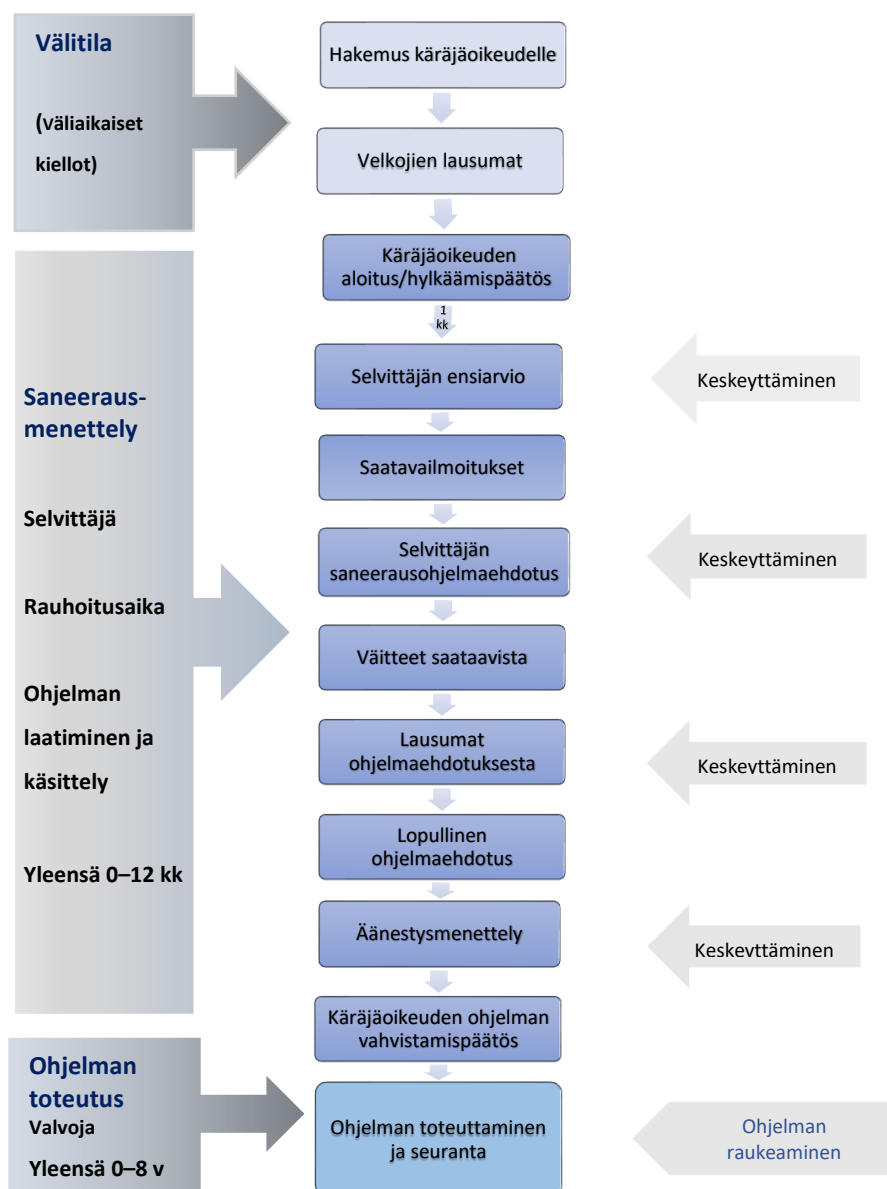 Välitila
(väliaikaiset
kiellot)
Hakemus käräjäoikeudelle
Velkojien lausumat
Käräjäoikeuden
aloitus/hylkäämispäätös
1
kk
Saneeraus-
menettely
Selvittäjä
Rauhoitusaika
Ohjelman
laatiminen ja
käsittely
Yleensä 0–12 kk
Selvittäjän ensiarvio
Keskeyttäminen
Saatavailmoitukset
Selvittäjän
saneerausohjelmaehdotus
Keskeyttäminen
Väitteet saataavista
Lausumat
ohjelmaehdotuksesta
Keskeyttäminen
Lopullinen
ohjelmaehdotus
Äänestysmenettely
Keskeyttäminen
Käräjäoikeuden ohjelman
vahvistamispäätös
Ohjelman
toteutus
Valvoja
Yleensä 0–8 v
Ohjelman toteuttaminen
ja seuranta
Ohjelman
raukeaminen